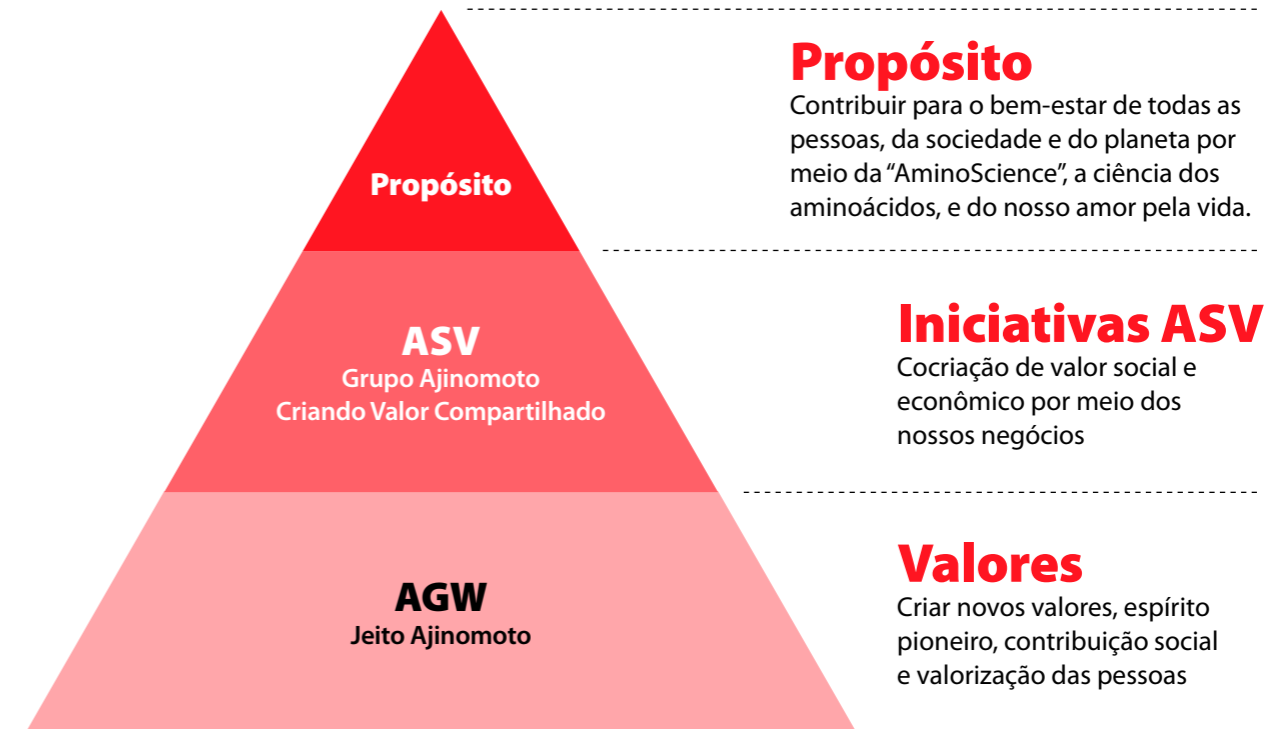 Propósito
Propósito
Contribuir para o bem-estar de todas as
pessoas, da sociedade e do planeta por
meio da “AminoScience”, a ciência dos
aminoácidos, e do nosso amor pela vida.
ASV
Grupo Ajinomoto
Criando Valor Compartilhado
Iniciativas ASV
Cocriação de valor social e
econômico por meio dos
nossos negócios
AGW
Jeito Ajinomoto
Valores
Criar novos valores, espírito
pioneiro, contribuição social
e valorização das pessoas